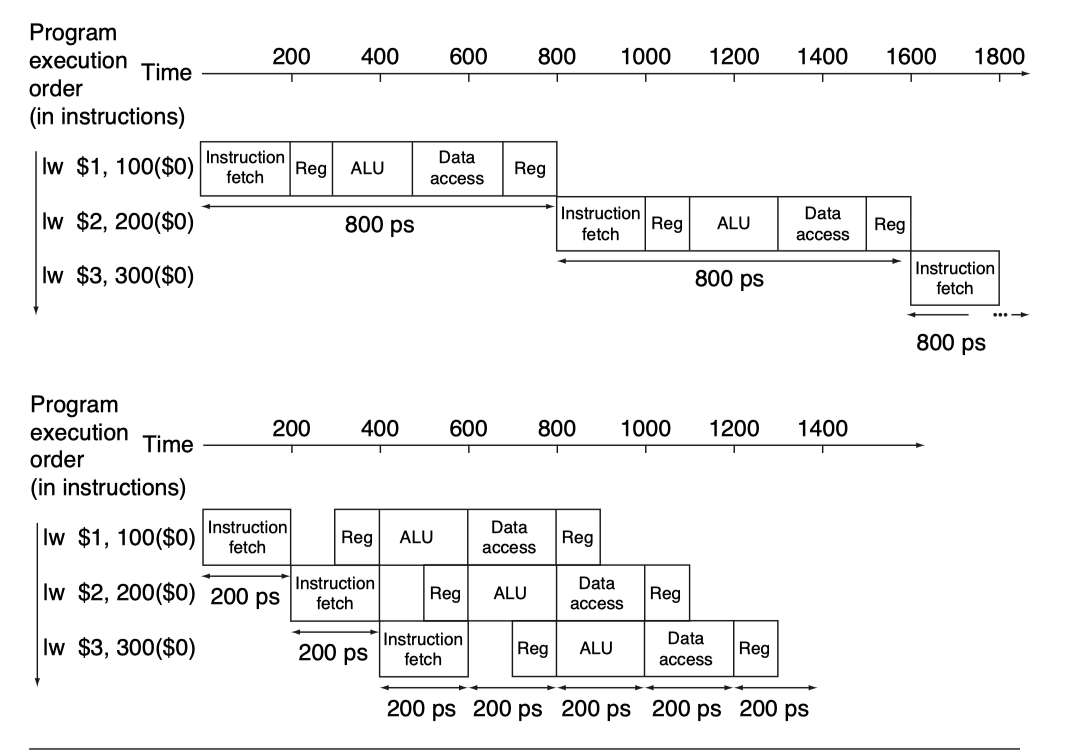 Program
execution
order
(in instructions)
Time
200 400 600 800 1000 1200 1400 1600 1800
lw $1, 100($0)
Instruction
fetch
Reg
ALU
Data
access
Reg
800 ps
lw $2, 200($0)
Instruction
fetch
Reg
ALU
Data
access
Reg
800 ps
lw $3, 300($0)
Instruction
fetch
...
800 ps
Program
execution
order
(in instructions)
Time
200 400 600 800 1000 1200 1400
lw $1, 100($0)
Instruction
fetch
Reg
ALU
Data
access
Reg
200 ps
lw $2, 200($0)
Instruction
fetch
Reg
ALU
Data
access
Reg
200 ps
lw $3, 300($0)
Instruction
fetch
Reg
ALU
Data
access
Reg
200 ps 200 ps 200 ps 200 ps 200 ps